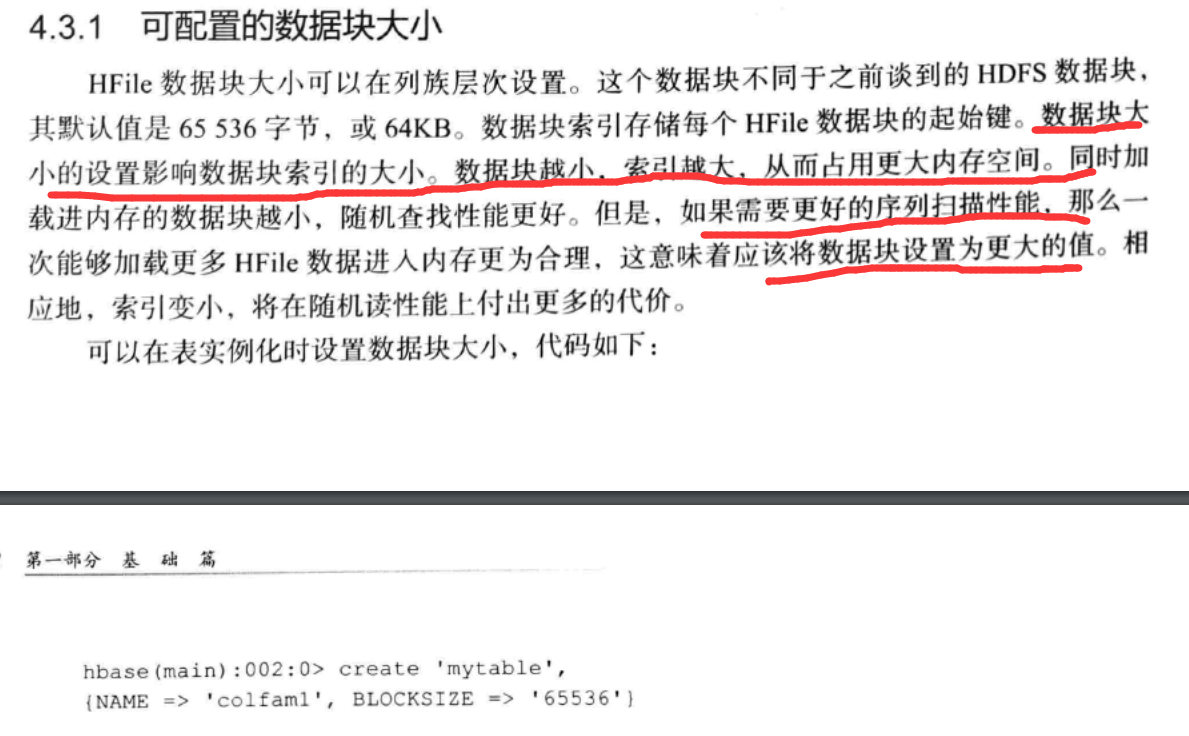 4.3.1 可配置的数据块大小
HFile 数据块大小可以在列族层次设置。这个数据块不同于之前谈到的 HDFS 数据块，
其默认值是 65 536 字节，或 64KB。数据块索引存储每个 HFile 数据块的起始键。数据块大
小的设置影响数据块索引的大小。数据块越小，索引越大，从而占用更大内存空间。同时加
载进内存的数据块越小，随机查找性能更好。但是，如果需要更好的序列扫描性能，那么一
次能够加载更多 HFile 数据进入内存更为合理，这意味着应该将数据块设置为更大的值。相
应地，索引变小，将在随机读性能上付出更多的代价。
可以在表实例化时设置数据块大小，代码如下：
第一部分 基 础 篇
hbase(main):002:0> create 'mytable',
{NAME => 'colfam1', BLOCKSIZE => '65536'}